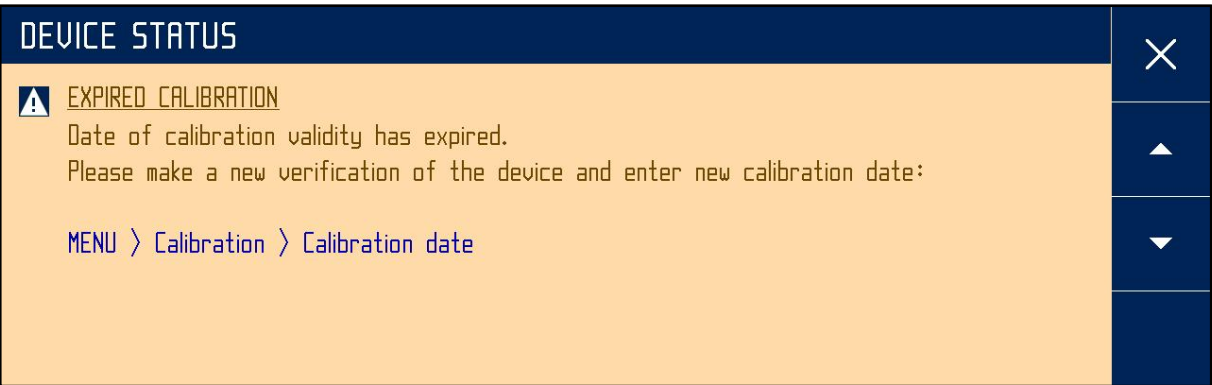 DEVICE STATUS
EXPIRED CALIBRATION
Date of calibration validity has expired.
Please make a new verification of the device and enter new calibration date:
MENU > Calibration > Calibration date